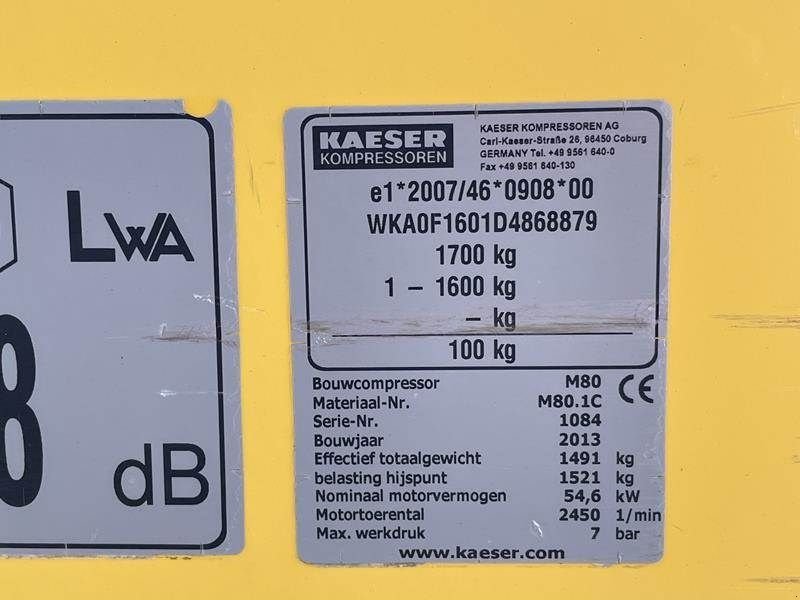 LWA
8
dB
KAESER
KOMPRESSOREN
KAESER KOMPRESSOREN AG
Carl-Kaeser-Straße 26, 96450 Coburg
GERMANY Tel. +49 9561 640-0
Fax +49 9561 640-130
e1*2007/46*0908*00
WKA0F1601D4868879
1700 kg
1 – 1600 kg
– kg
100 kg
Bouwcompressor M80 CE
Materiaal-Nr. M80.1C
Serie-Nr. 1084
Bouwjaar 2013
Effectief totaalgewicht 1491 kg
belasting hijspunt 1521 kg
Nominaal motorvermogen 54,6 kW
Motortoerental 2450 1/min
Max. werkdruk 7 bar
www.kaeser.com